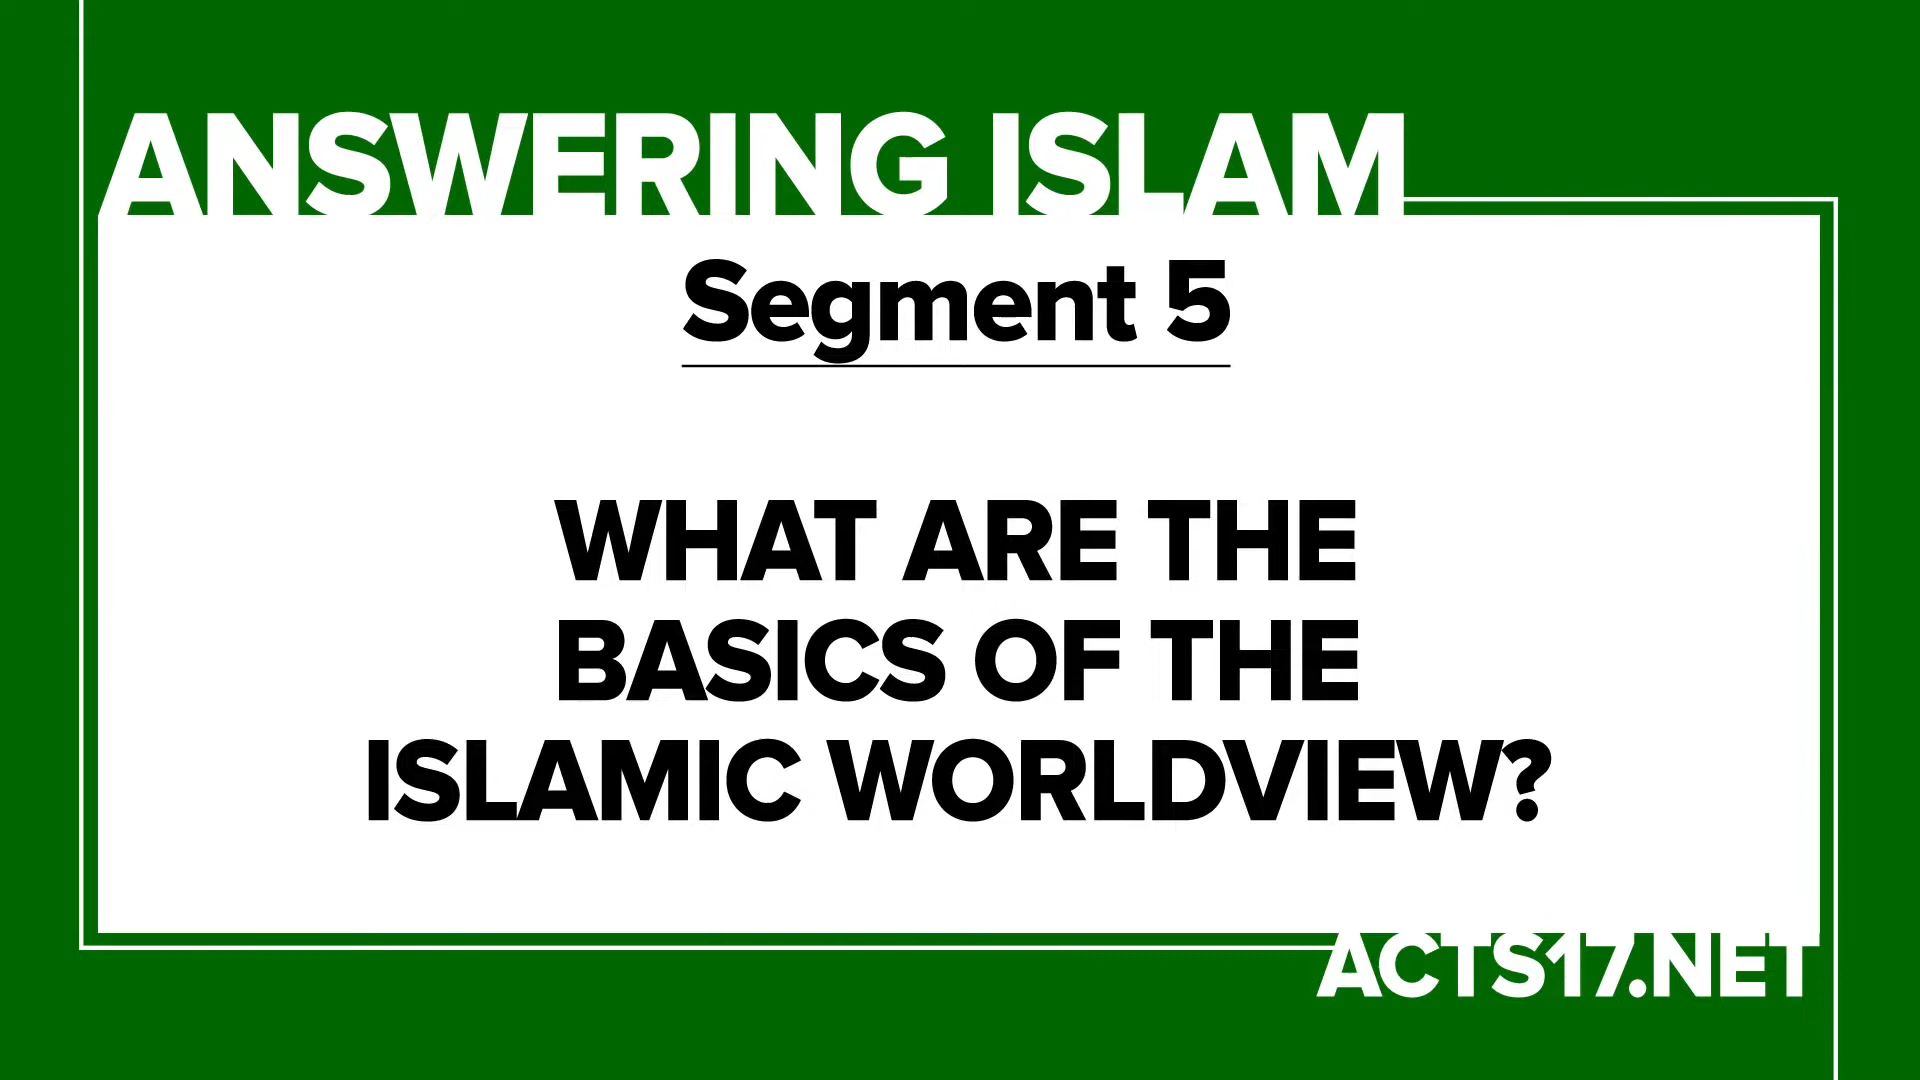 ANSWERING ISLAM
Segment 5
WHAT ARE THE
BASICS OF THE
ISLAMIC WORLDVIEW?
ACTS17.NET